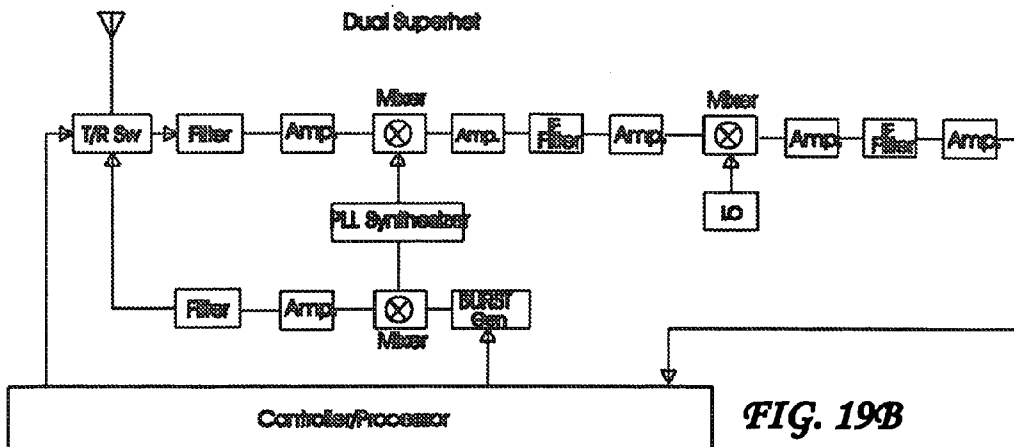 Dual Superhet
Mixer
Mixer
T/R Sw
Filter
Amp.
Amp.
IF Filter
Amp.
Amp.
IF Filter
Amp.
PLL Synthesizer
LO
Filter
Amp.
BURST Gen
Mixer
Controller/Processor
FIG. 19B